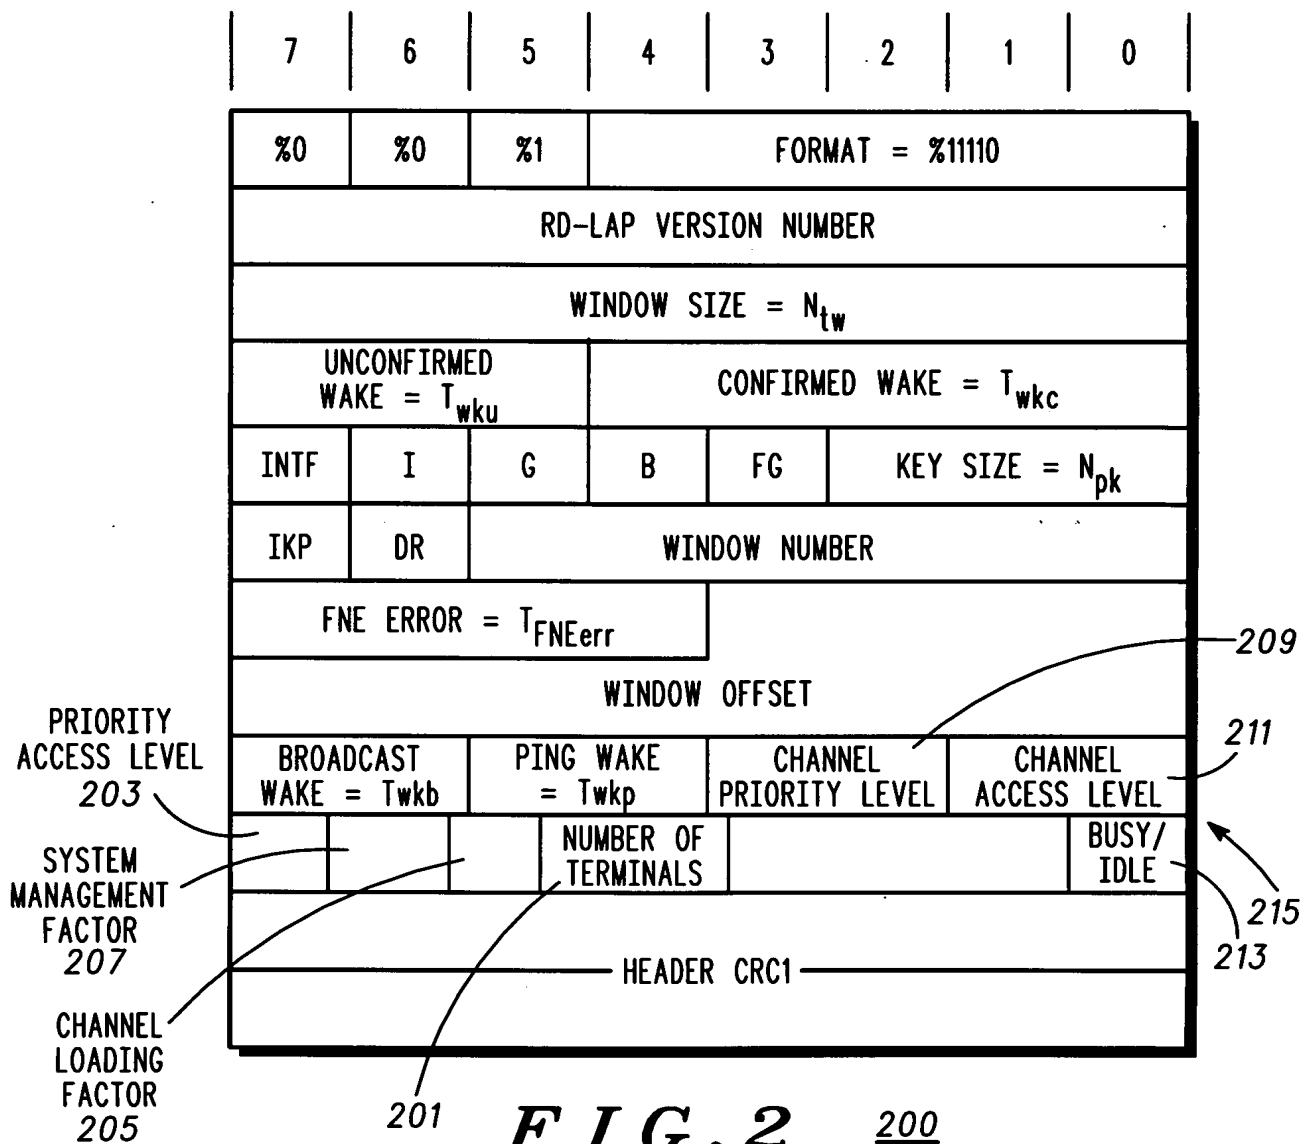 7 6 5 4 3 2 1 0
%0 %0 %1 FORMAT = %11110
RD-LAP VERSION NUMBER
WINDOW SIZE = Ntw
UNCONFIRMED
WAKE = Twku
CONFIRMED WAKE = Twkc
INTF I G B FG KEY SIZE = Npk
IKP DR WINDOW NUMBER
FNE ERROR = TFNEerr
WINDOW OFFSET
209
PRIORITY
ACCESS LEVEL
203
BROADCAST
WAKE = Twkb
PING WAKE
= Twkp
CHANNEL
PRIORITY LEVEL
CHANNEL
ACCESS LEVEL
211
SYSTEM
MANAGEMENT
FACTOR
207
NUMBER OF
TERMINALS
BUSY/
IDLE
215
213
HEADER CRC1
CHANNEL
LOADING
FACTOR
205
201
FIG. 2 200